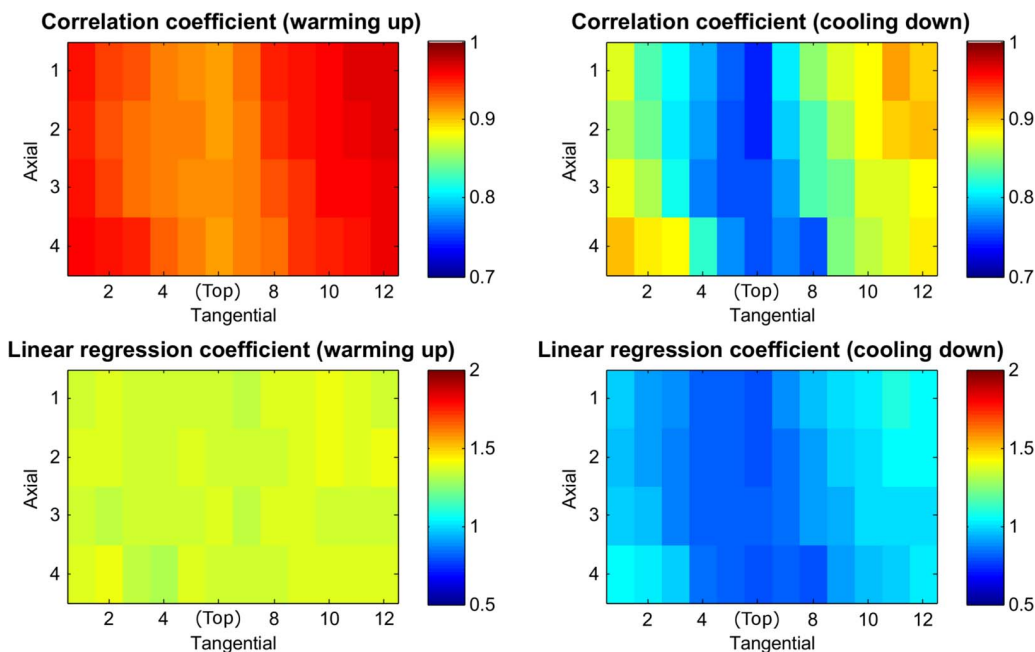 Correlation coefficient (warming up)
1
2
3
4
Axial
2 4 (Top) 8 10 12
Tangential
1
0.9
0.8
0.7
Correlation coefficient (cooling down)
1
2
3
4
Axial
2 4 (Top) 8 10 12
Tangential
1
0.9
0.8
0.7
Linear regression coefficient (warming up)
1
2
3
4
Axial
2 4 (Top) 8 10 12
Tangential
2
1.5
1
0.5
Linear regression coefficient (cooling down)
1
2
3
4
Axial
2 4 (Top) 8 10 12
Tangential
2
1.5
1
0.5